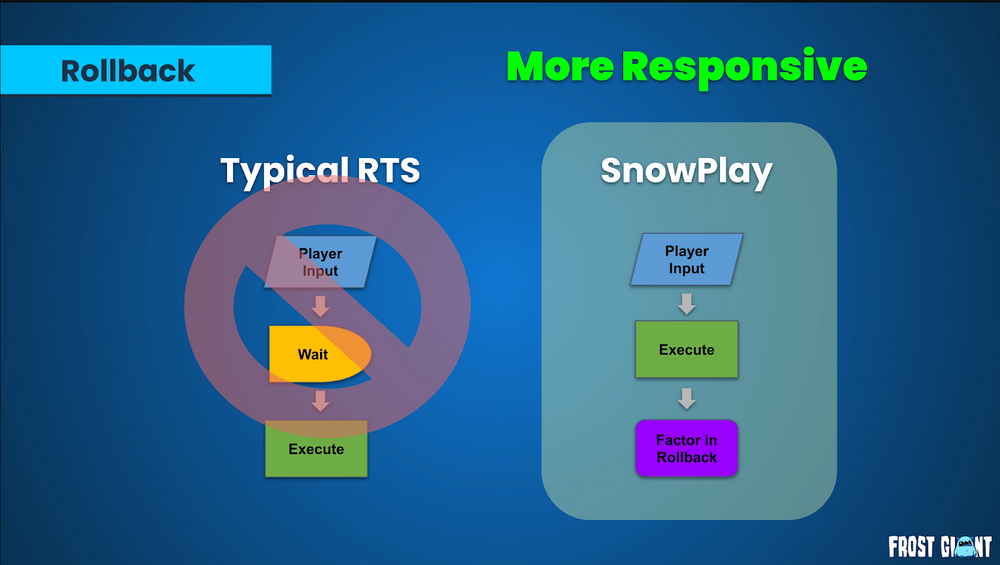 Rollback
More Responsive
Typical RTS
Player
Input
Wait
Execute
SnowPlay
Player
Input
Execute
Factor in
Rollback
FROST GIANT